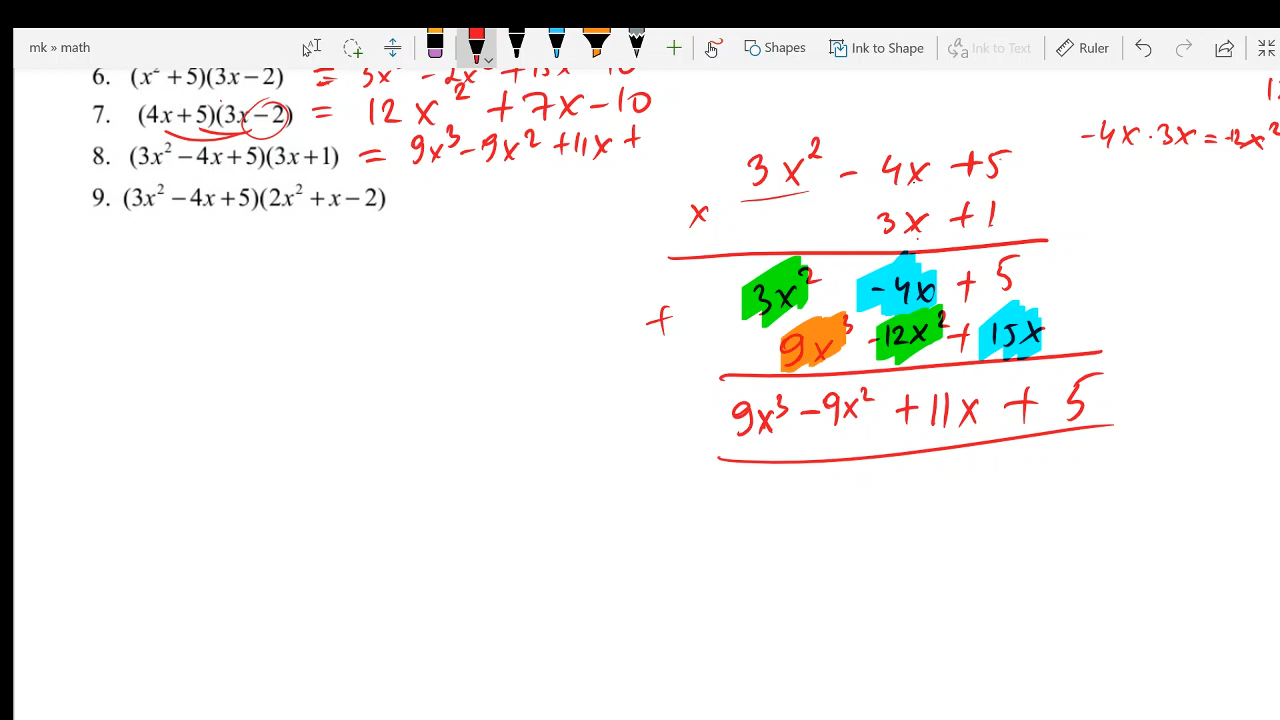 mk » math
Shapes
Ink to Shape
Ink to Text
Ruler
6. (x² + 5)(3x − 2) =
7. (4x + 5)(3x − 2) = 12x² + 7x − 10
8. (3x² − 4x + 5)(3x + 1) = 9x³ − 9x² + 11x +
9. (3x² − 4x + 5)(2x² + x − 2)
−4x · 3x = −12x²
3x² − 4x + 5
x 3x + 1
3x² −4x + 5
+ 9x³ −12x² + 15x
9x³ − 9x² + 11x + 5